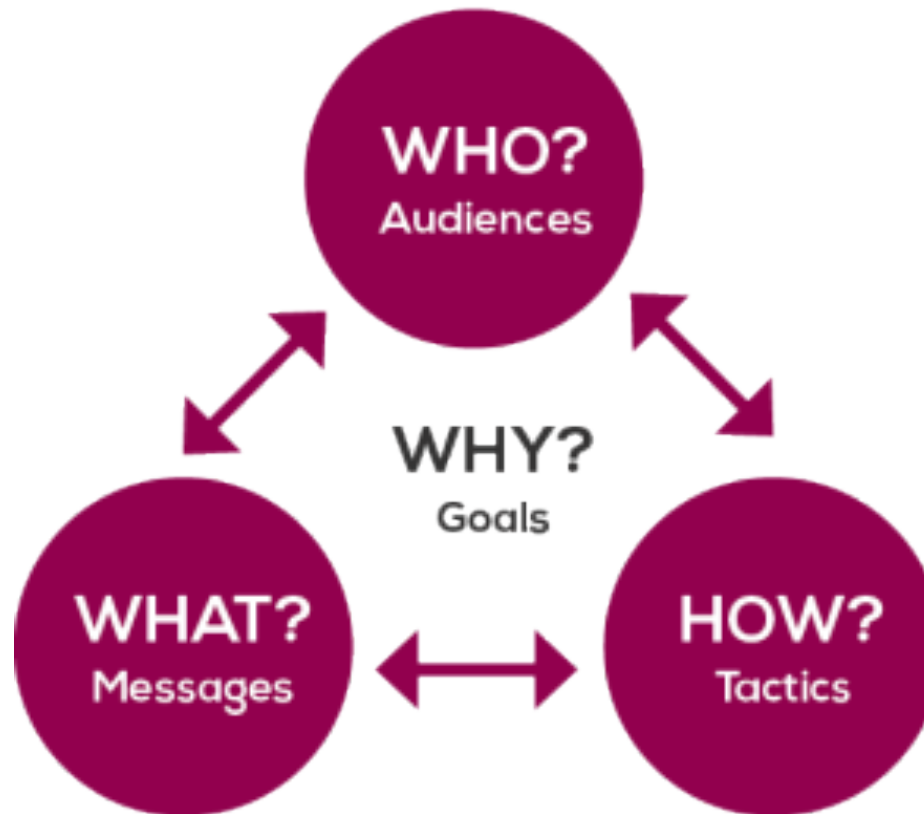 WHO?
Audiences
WHY?
Goals
WHAT?
Messages
HOW?
Tactics